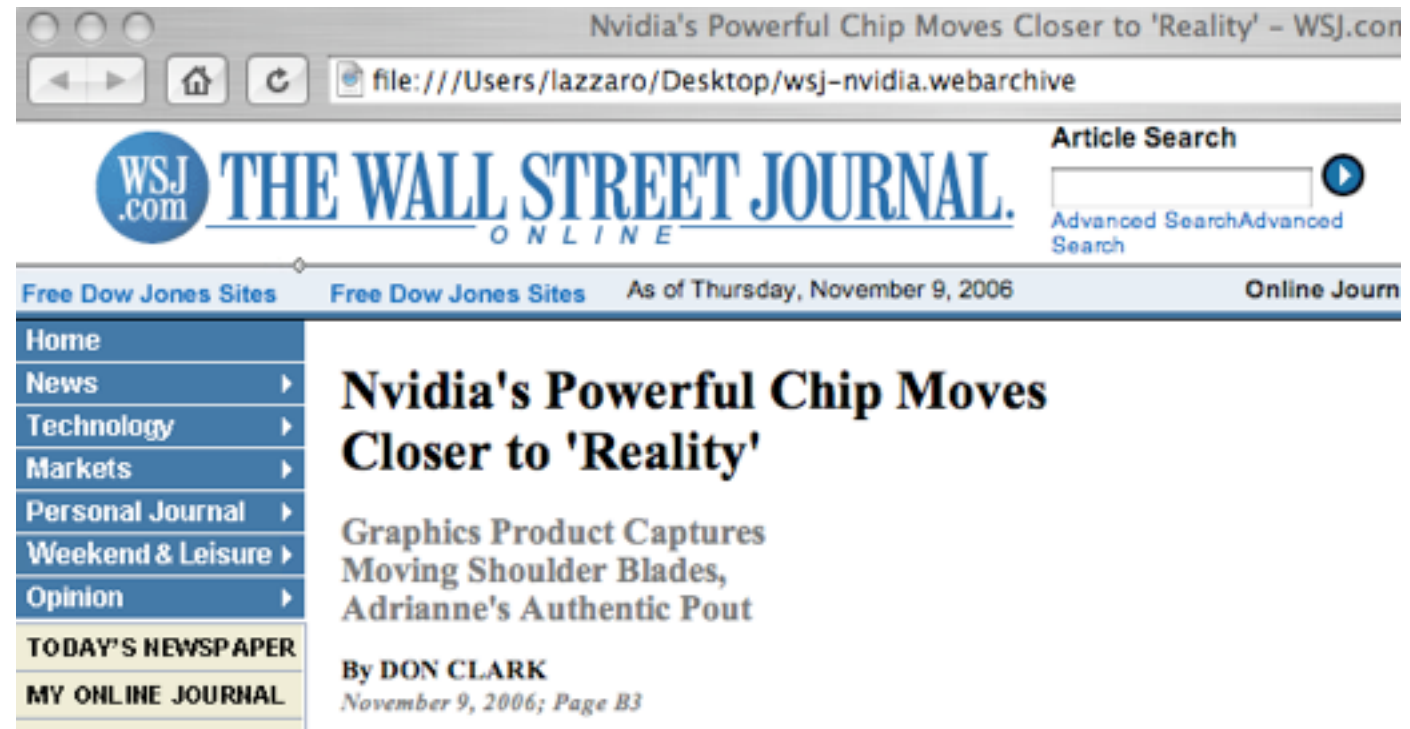 Nvidia's Powerful Chip Moves Closer to 'Reality' – WSJ.com
file:///Users/lazzaro/Desktop/wsj-nvidia.webarchive
WSJ
.com
THE WALL STREET JOURNAL.
ONLINE
Article Search
Advanced SearchAdvanced
Search
Free Dow Jones Sites Free Dow Jones Sites As of Thursday, November 9, 2006 Online Journ
Home
News
Technology
Markets
Personal Journal
Weekend & Leisure
Opinion
TODAY'S NEWSPAPER
MY ONLINE JOURNAL
Nvidia's Powerful Chip Moves
Closer to 'Reality'
Graphics Product Captures
Moving Shoulder Blades,
Adrianne's Authentic Pout
By DON CLARK
November 9, 2006; Page B3